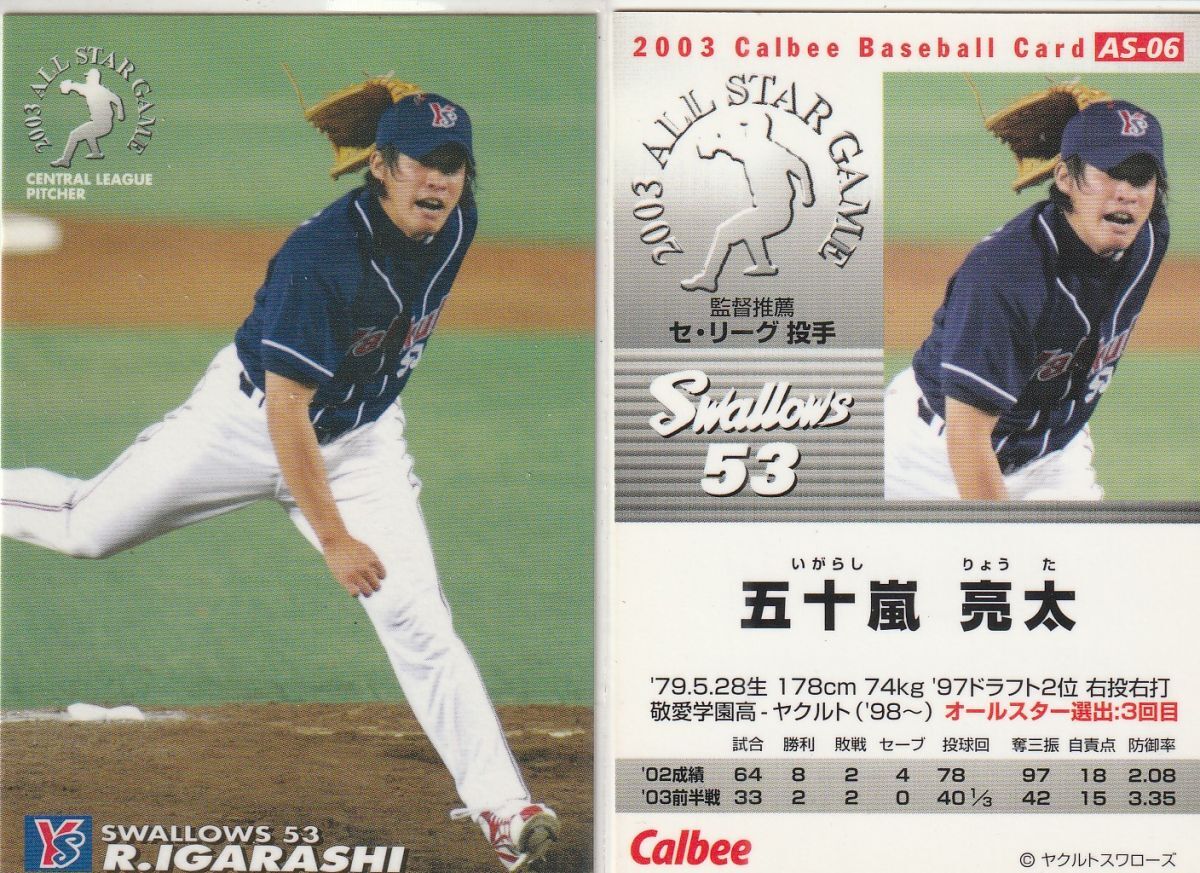 2003 ALL STAR GAME
CENTRAL LEAGUE
PITCHER
YS
Yakult
53
YS
SWALLOWS 53
R.IGARASHI
2003 Calbee Baseball Card AS-06
2003 ALL STAR GAME
監督推薦
セ・リーグ 投手
Swallows
53
YS
いがらし りょう た
五十嵐 亮太
'79.5.28生 178cm 74kg '97ドラフト2位 右投右打
敬愛学園高-ヤクルト('98〜) オールスター選出:3回目
試合 勝利 敗戦 セーブ 投球回 奪三振 自責点 防御率
'02成績 64 8 2 4 78 97 18 2.08
'03前半戦 33 2 2 0 40 1/3 42 15 3.35
Calbee
© ヤクルトスワローズ